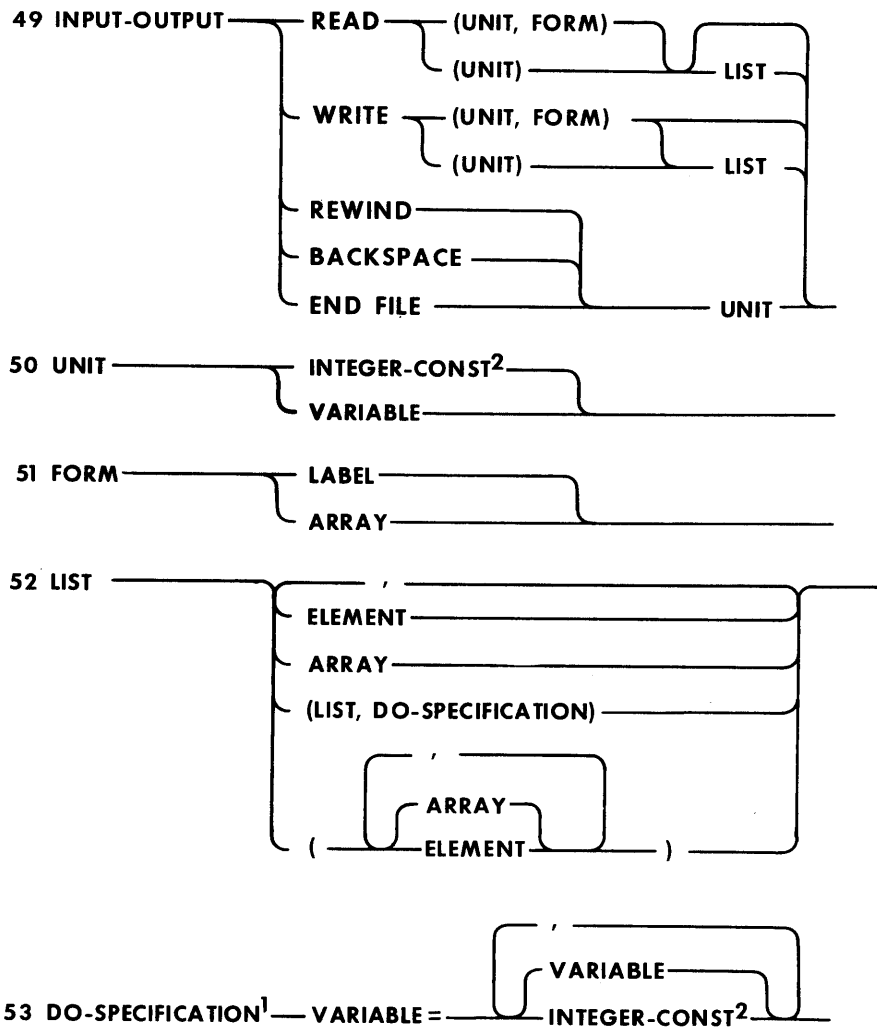 49 INPUT-OUTPUT READ (UNIT, FORM)
(UNIT) LIST
WRITE (UNIT, FORM)
(UNIT) LIST
REWIND
BACKSPACE
END FILE UNIT
50 UNIT INTEGER-CONST2
VARIABLE
51 FORM LABEL
ARRAY
52 LIST ,
ELEMENT
ARRAY
(LIST, DO-SPECIFICATION)
,
ARRAY
( ELEMENT )
,
VARIABLE
53 DO-SPECIFICATION1 VARIABLE = INTEGER-CONST2